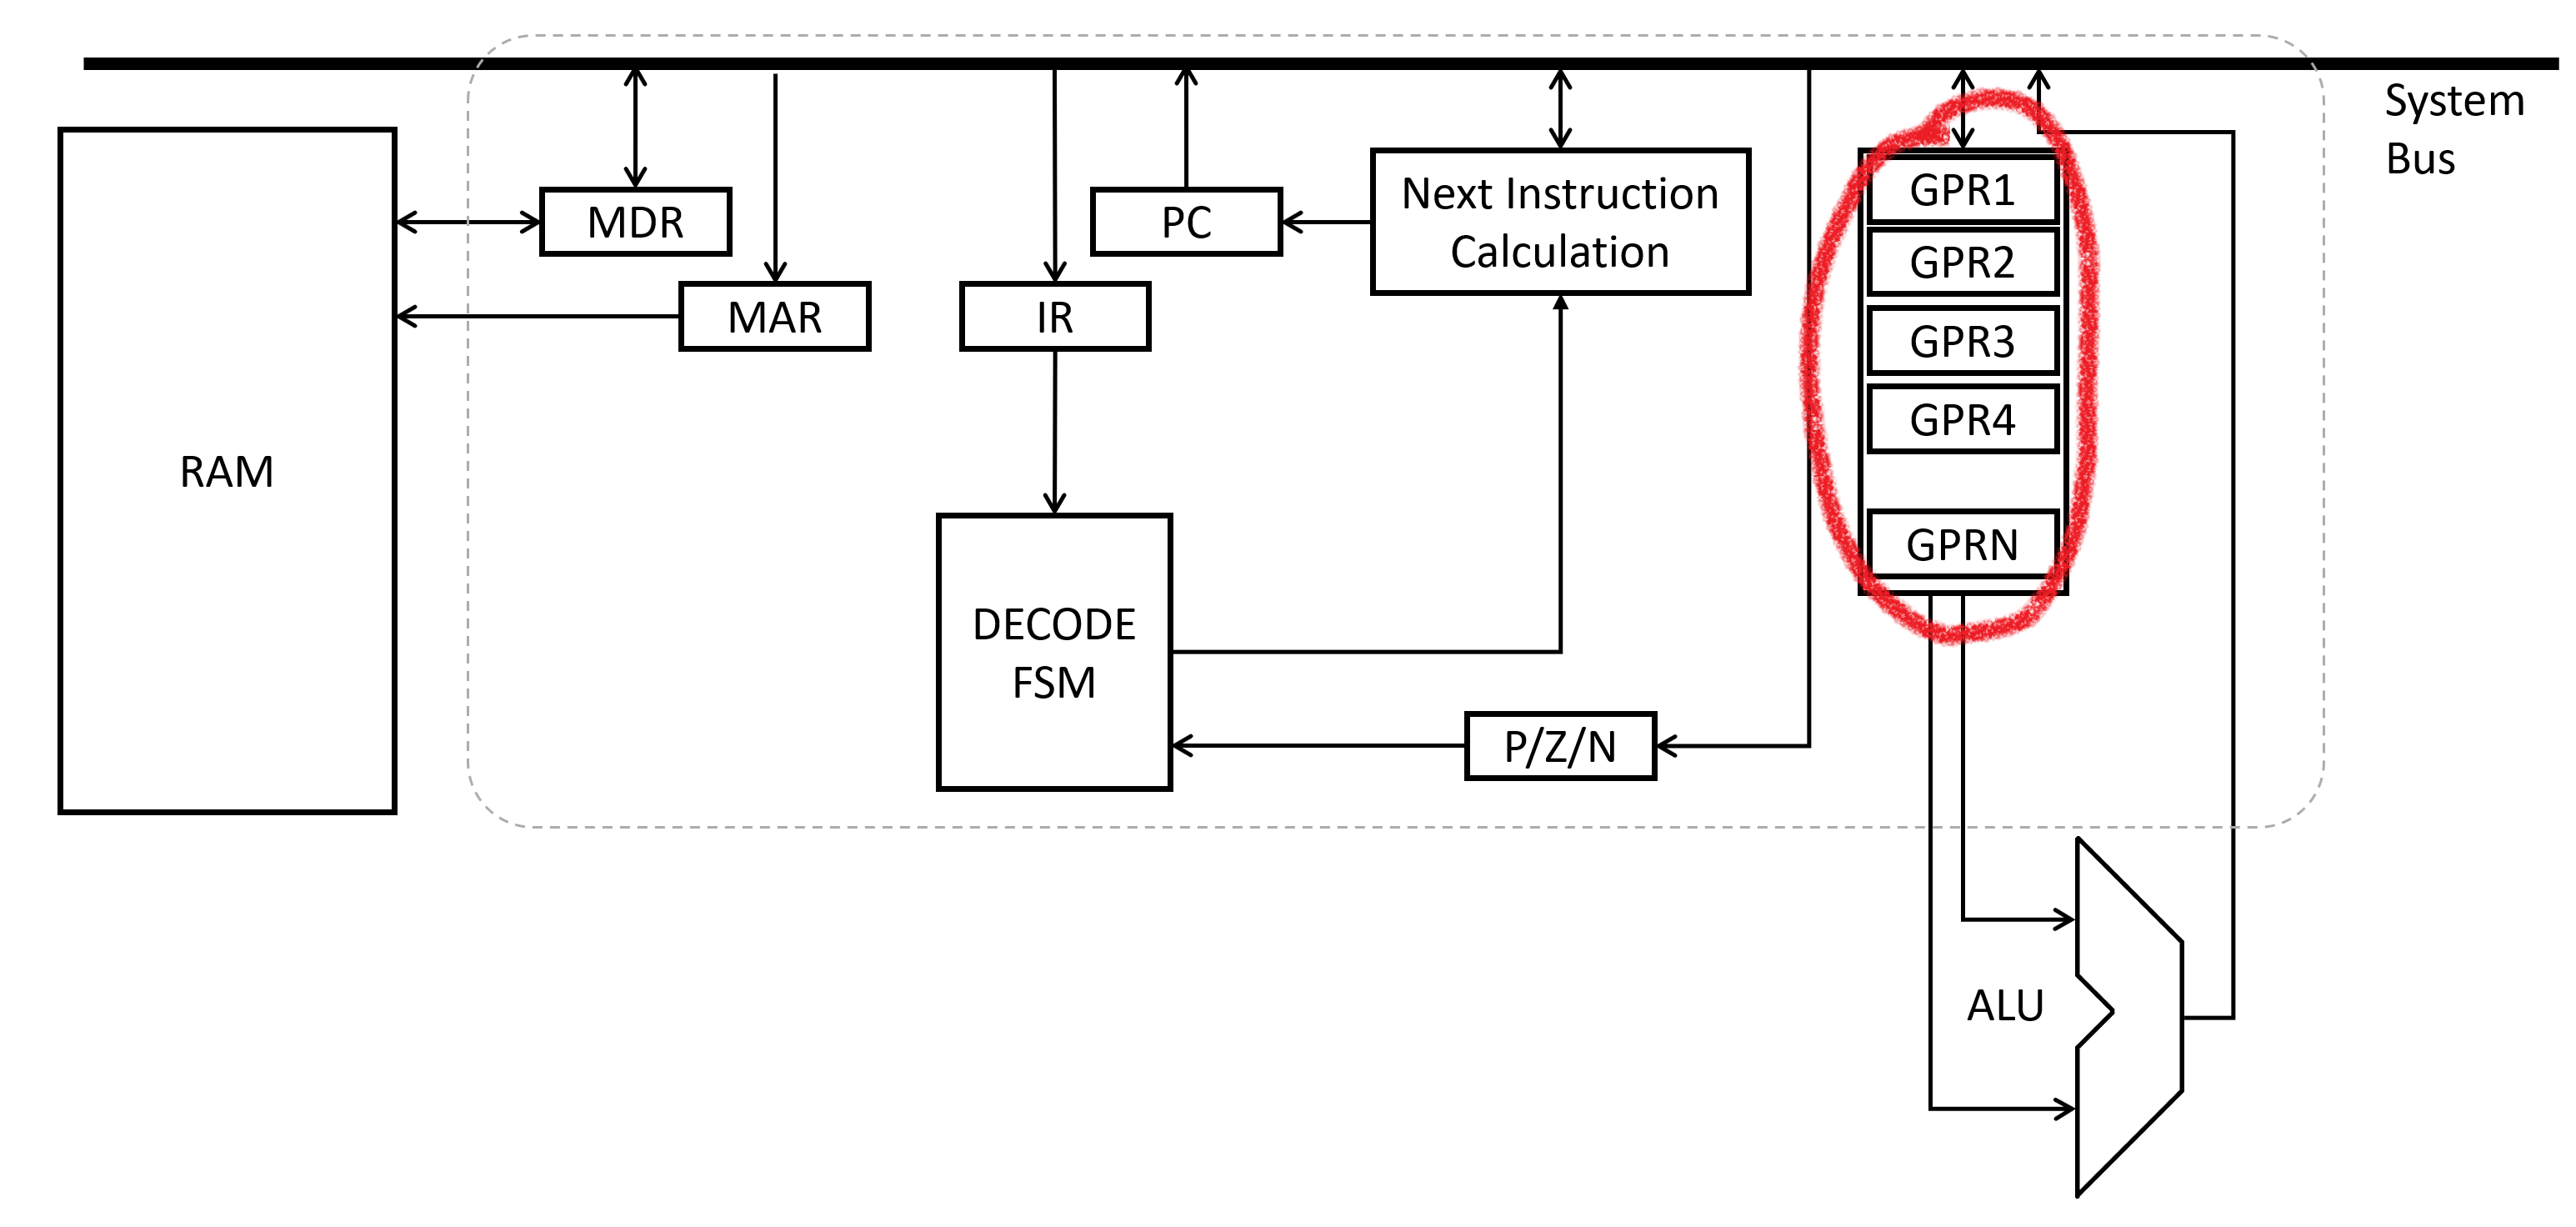 System
Bus
RAM
MDR
MAR
IR
PC
Next Instruction
Calculation
DECODE
FSM
P/Z/N
GPR1
GPR2
GPR3
GPR4
GPRN
ALU